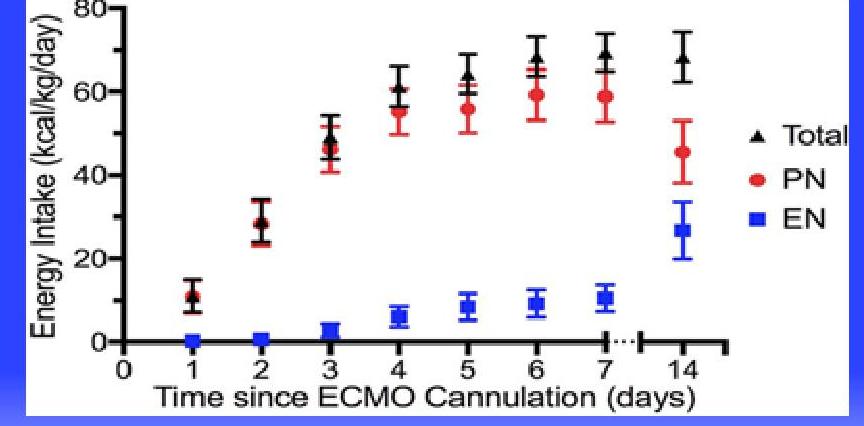 Energy Intake (kcal/kg/day)
80
60
40
20
0
0 1 2 3 4 5 6 7 14
Time since ECMO Cannulation (days)
Total
PN
EN